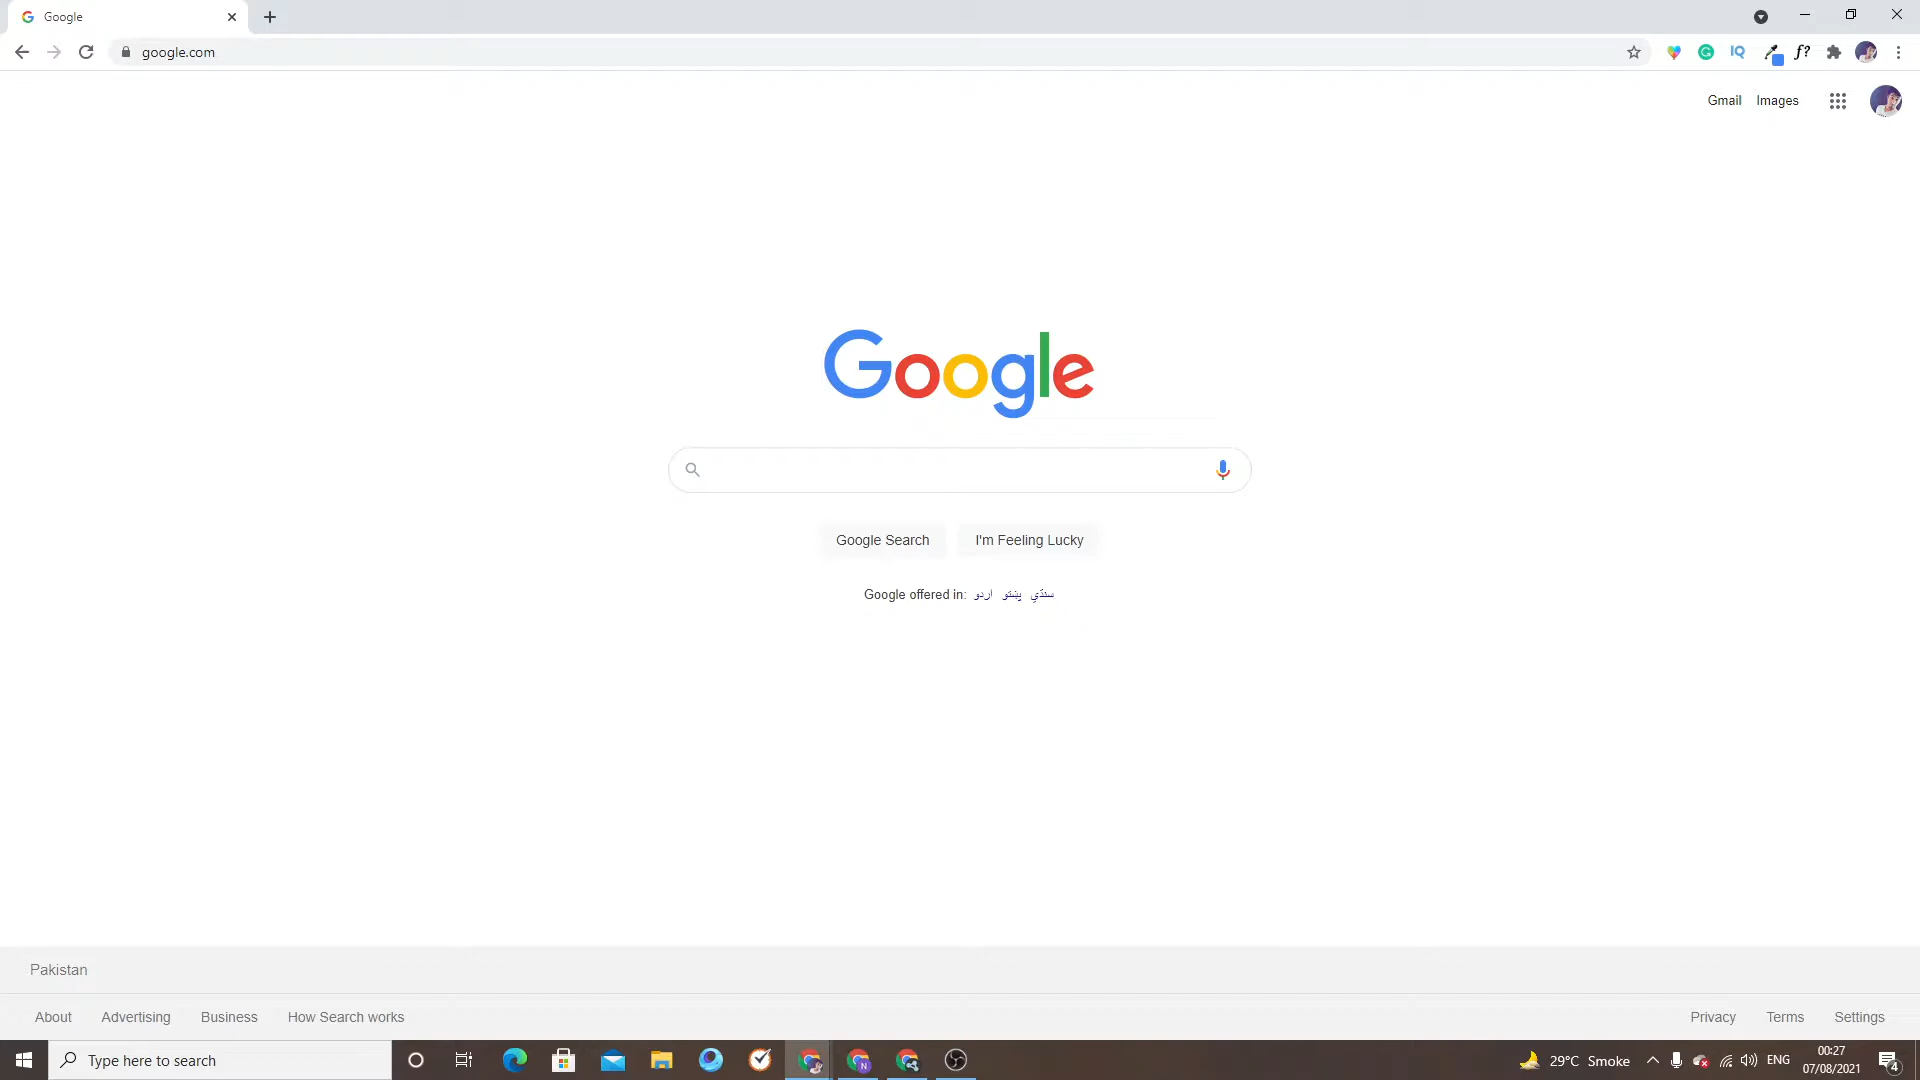 Google
google.com
IQ
f?
Gmail Images
Google
Google Search I'm Feeling Lucky
Google offered in: اردو پښتو سنڌي
Pakistan
About Advertising Business How Search works
Privacy Terms Settings
Type here to search
N
29°C Smoke
ENG
00:27
07/08/2021
4